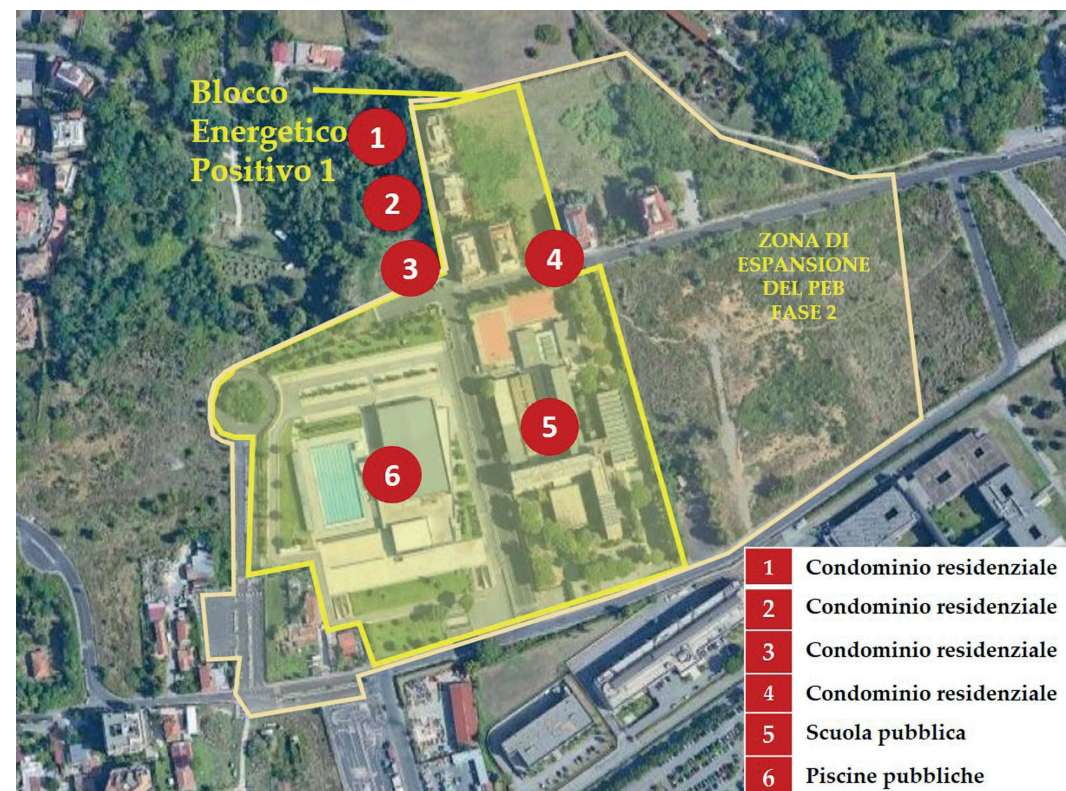 Blocco
Energetico
Positivo 1
1
2
3
4
5
6
ZONA DI
ESPANSIONE
DEL PEB
FASE 2
1 Condominio residenziale
2 Condominio residenziale
3 Condominio residenziale
4 Condominio residenziale
5 Scuola pubblica
6 Piscine pubbliche